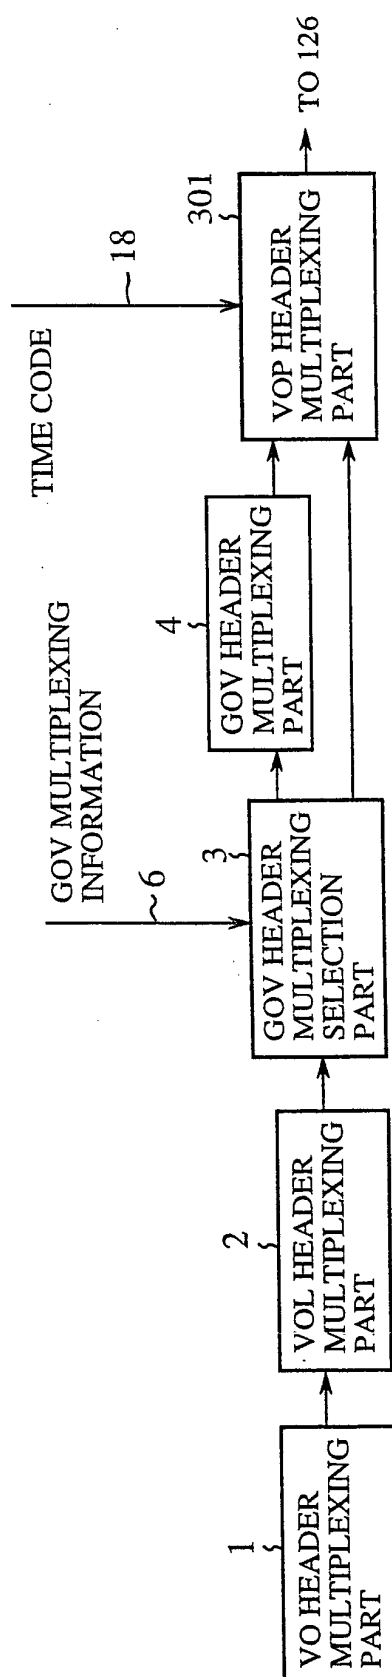 1
VO HEADER
MULTIPLEXING
PART
2
VOL HEADER
MULTIPLEXING
PART
GOV MULTIPLEXING
INFORMATION
6
3
GOV HEADER
MULTIPLEXING
SELECTION
PART
4
GOV HEADER
MULTIPLEXING
PART
TIME CODE
18
301
VOP HEADER
MULTIPLEXING
PART
TO 126